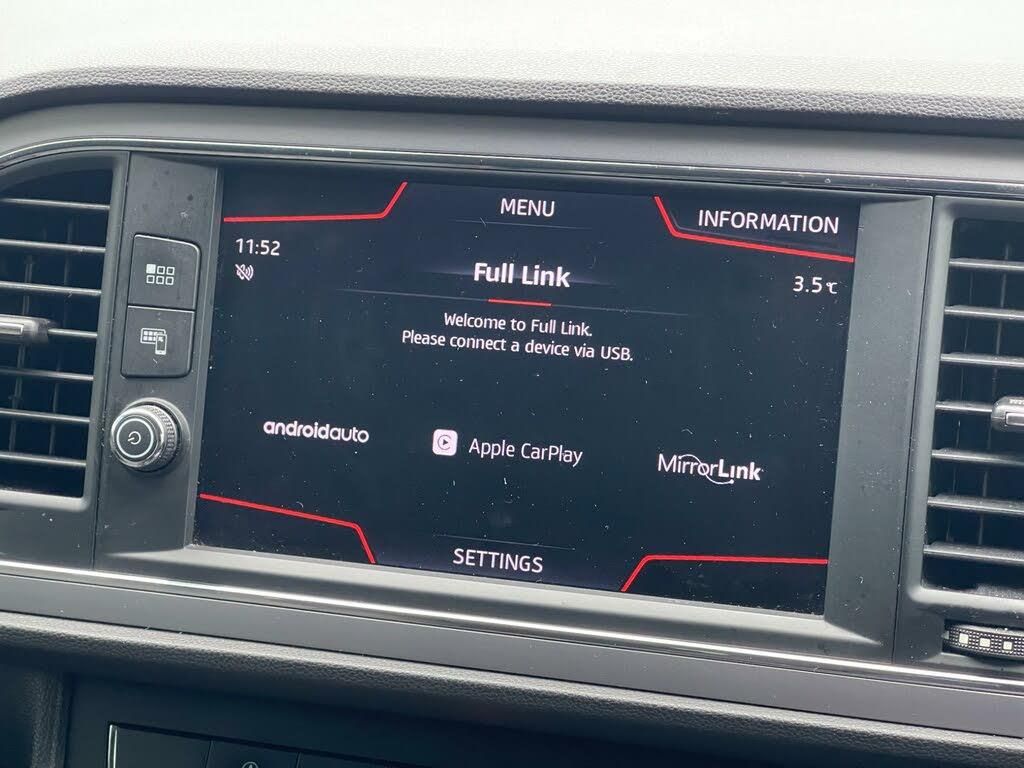 MENU
INFORMATION
11:52
3.5℃
Full Link
Welcome to Full Link.
Please connect a device via USB.
androidauto
Apple CarPlay
MirrorLink
SETTINGS